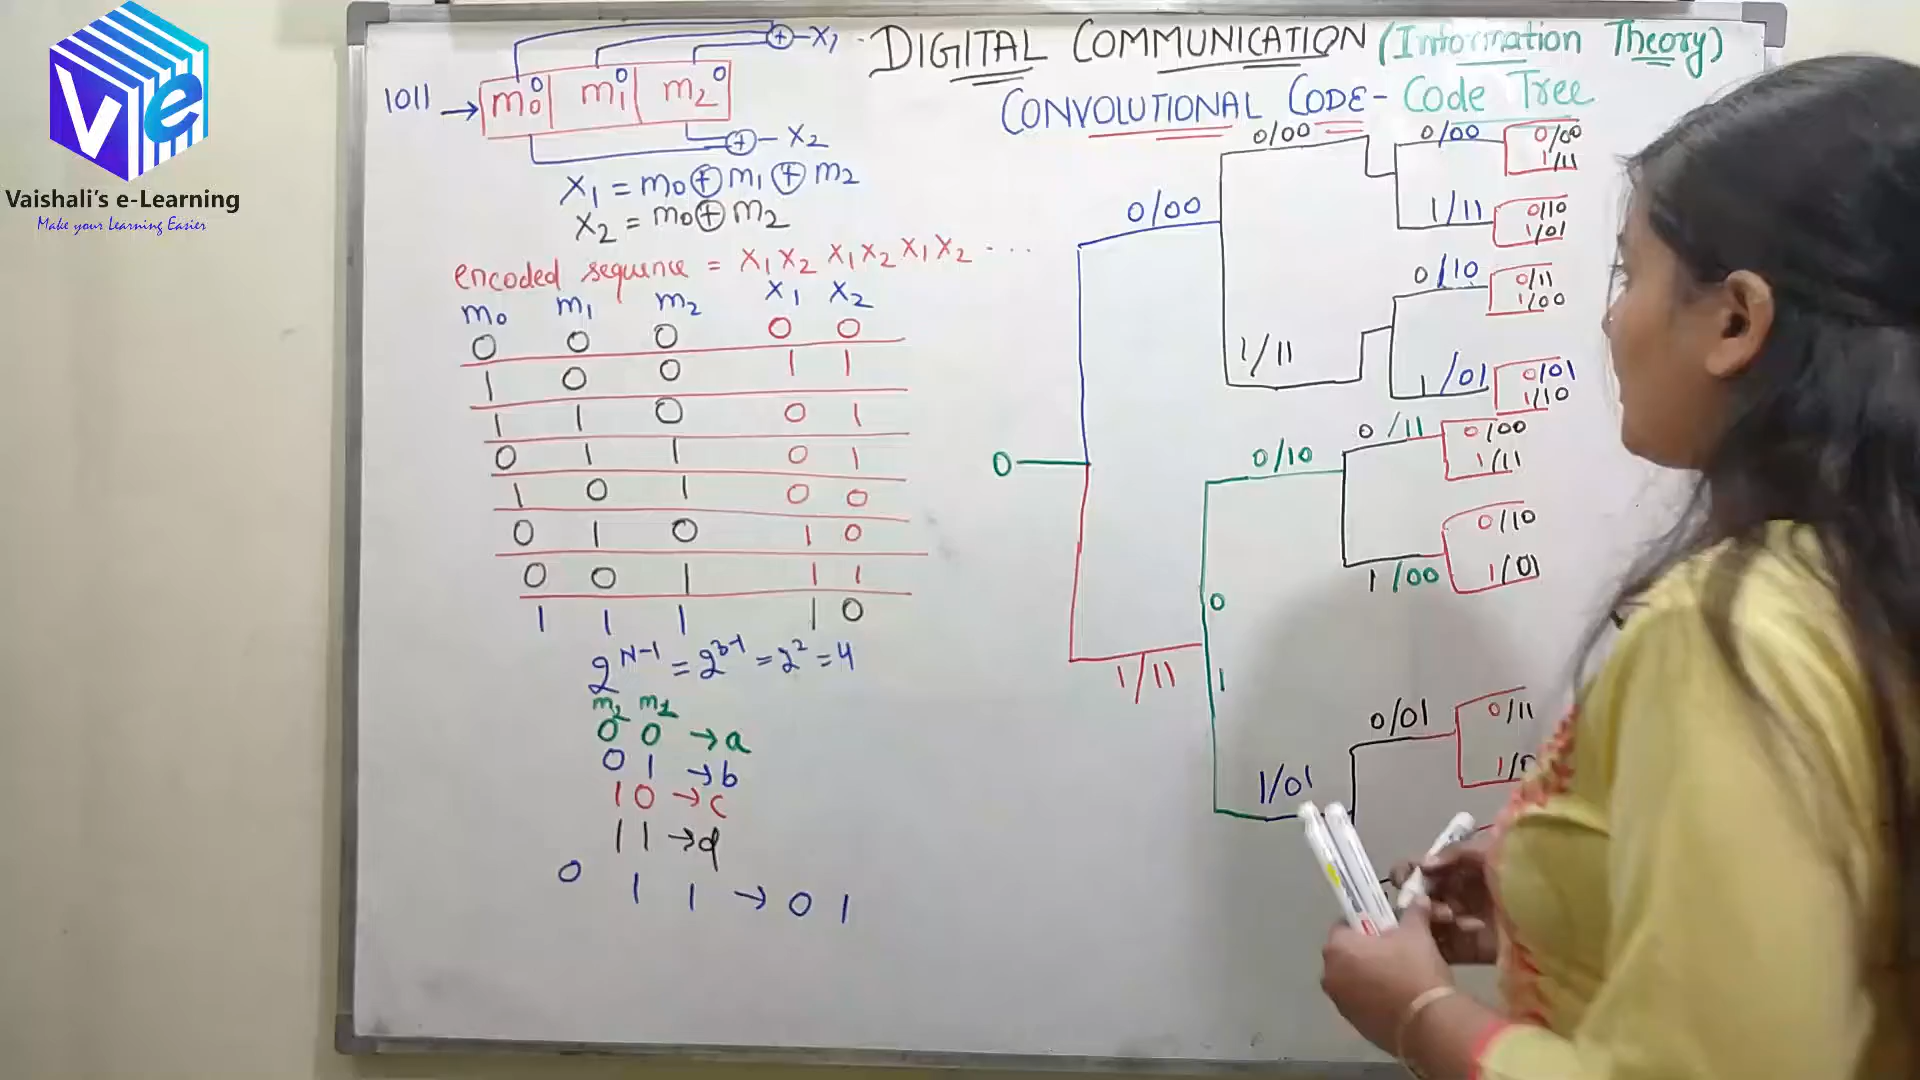 Ve
Vaishali's e-Learning
Make your Learning Easier
DIGITAL COMMUNICATION (Information Theory)
CONVOLUTIONAL CODE - Code Tree
1011 → m0 0 m1 0 m2 0
⊕ - X1
⊕ - X2
X1 = m0 ⊕ m1 ⊕ m2
X2 = m0 ⊕ m2
encoded sequence = X1 X2 X1 X2 X1 X2 ....
m0 m1 m2 X1 X2
0 0 0 0 0
1 0 0 1 1
1 1 0 0 1
0 1 1 0 1
1 0 1 0 0
0 1 0 1 0
0 0 1 1 1
1 1 1 1 0
2^N-1 = 2^3-1 = 2^2 = 4
m2 m1
0 0 → a
0 1 → b
1 0 → c
1 1 → d
0 1 1 → 0 1
0
0/00
0/00
0/00
0/00
1/11
1/11
0/10
1/01
1/11
0/10
0/11
1/00
1/01
0/01
1/10
1/11
0
1
0/10
0/11
0/00
1/11
1/00
0/10
1/01
1/01
0/01
0/11